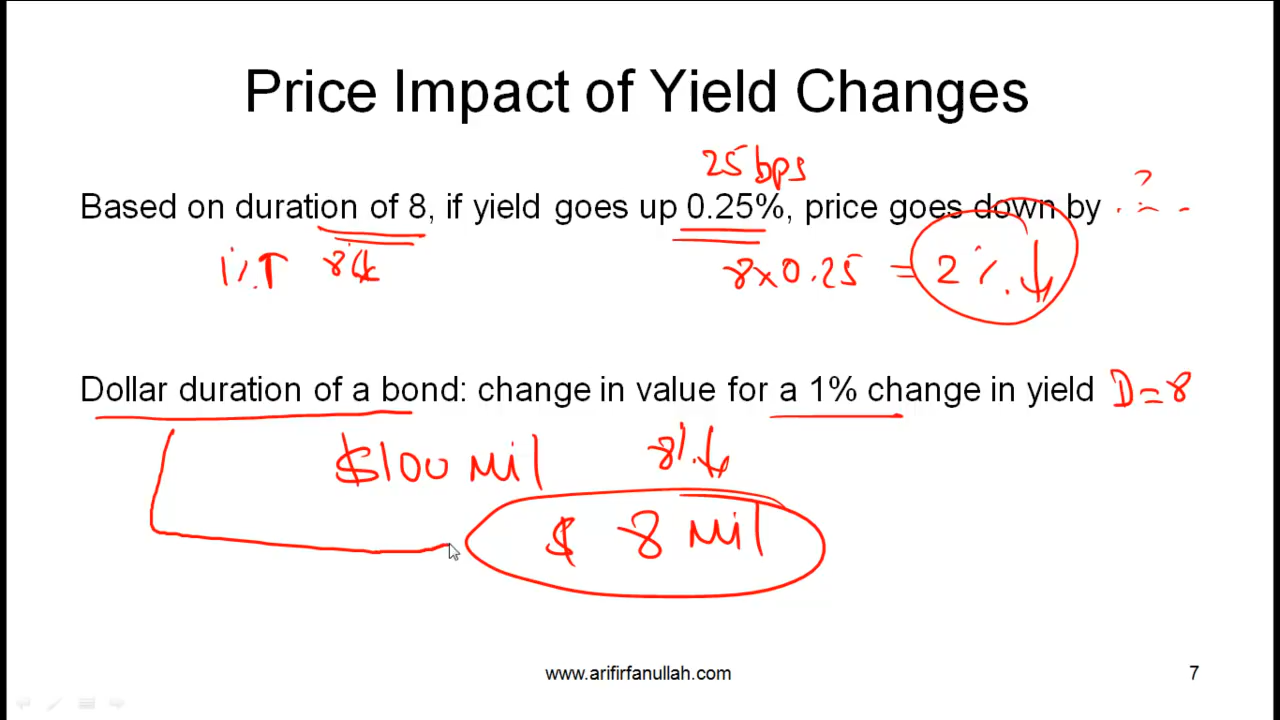 Price Impact of Yield Changes
25 bps
Based on duration of 8, if yield goes up 0.25%, price goes down by ...?
1%↑ 8%↓ 8x0.25 = 2%↓
Dollar duration of a bond: change in value for a 1% change in yield D=8
$100 Mil 8%↓
$ 8 Mil
www.arifirfanullah.com 7